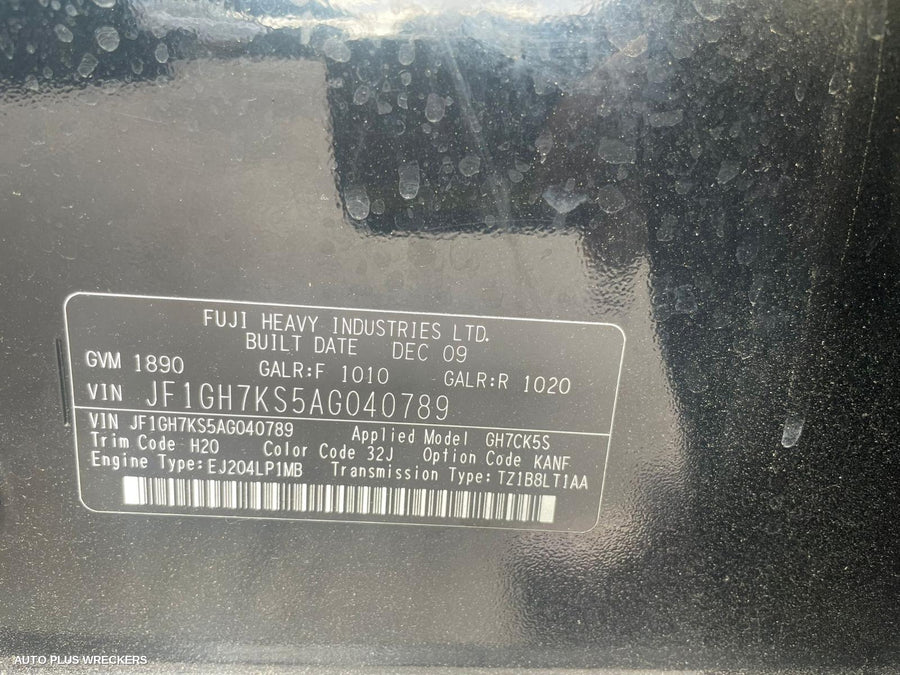 FUJI HEAVY INDUSTRIES LTD.
BUILT DATE DEC 09
GVM 1890 GALR:F 1010 GALR:R 1020
VIN JF1GH7KS5AG040789
VIN JF1GH7KS5AG040789 Applied Model GH7CK5S
Trim Code H20 Color Code 32J Option Code KANF
Engine Type:EJ204LP1MB Transmission Type:TZ1B8LT1AA
AUTO PLUS WRECKERS